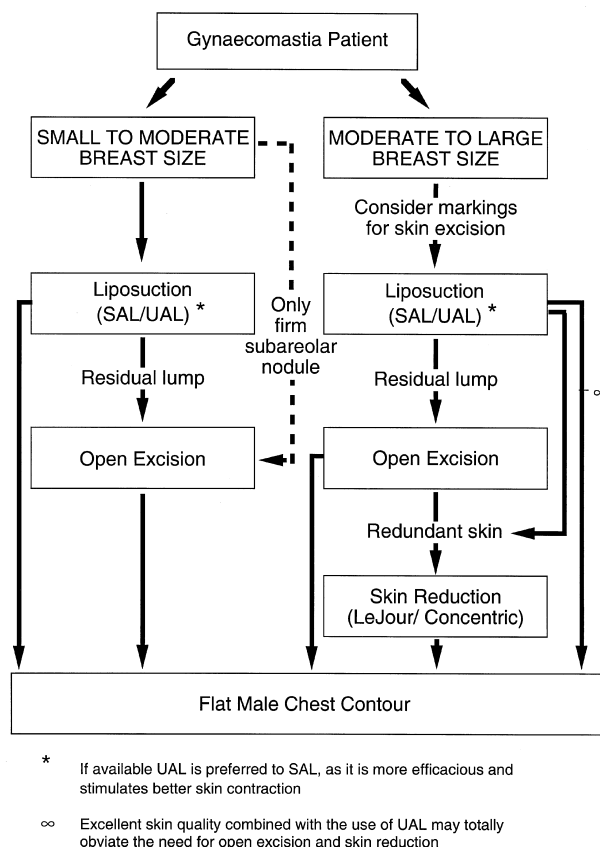 Gynaecomastia Patient
SMALL TO MODERATE
BREAST SIZE
MODERATE TO LARGE
BREAST SIZE
Consider markings
for skin excision
Liposuction
(SAL/UAL) *
Only
firm
subareolar
nodule
Liposuction
(SAL/UAL) *
∞
Residual lump
Residual lump
Open Excision
Open Excision
Redundant skin
Skin Reduction
(LeJour/ Concentric)
Flat Male Chest Contour
* If available UAL is preferred to SAL, as it is more efficacious and
stimulates better skin contraction
∞ Excellent skin quality combined with the use of UAL may totally
obviate the need for open excision and skin reduction